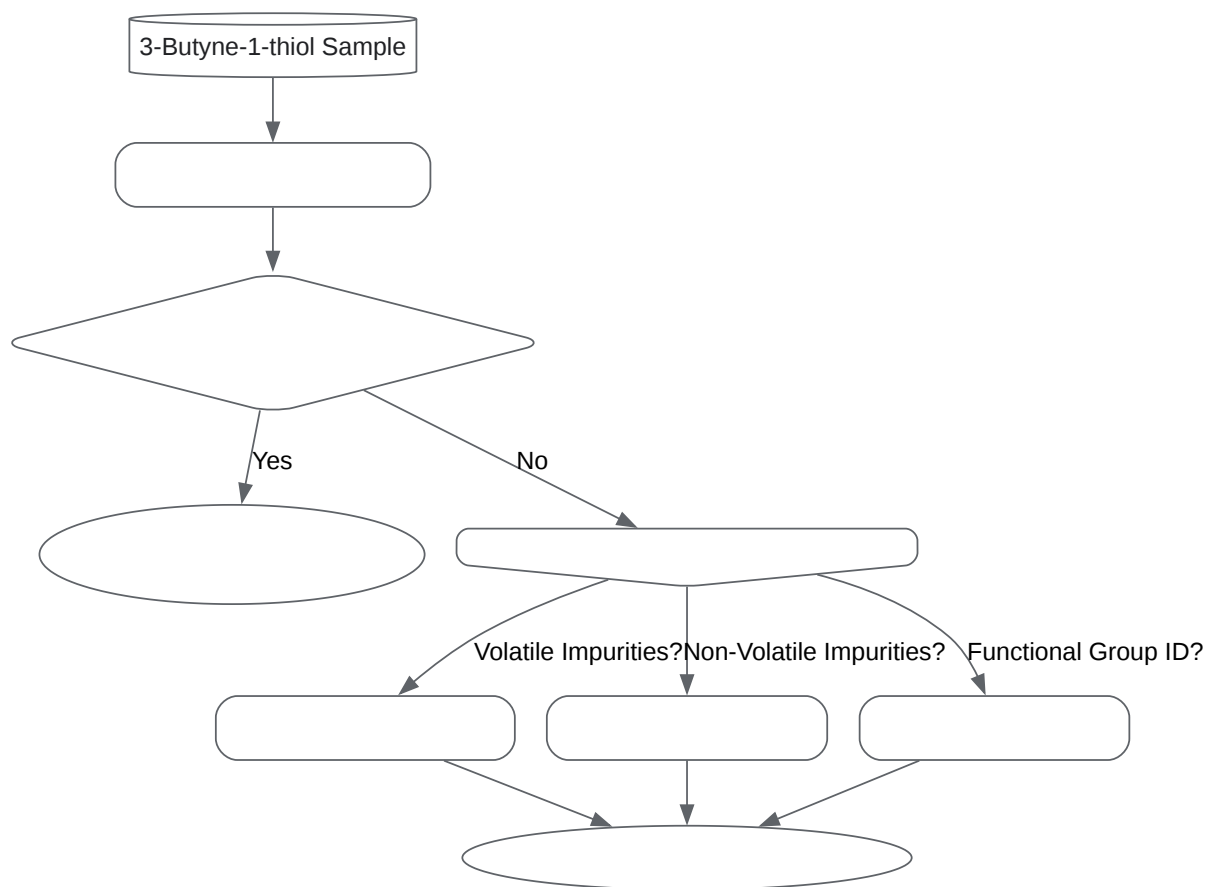 3-Butyne-1-thiol Sample
Yes
No
Volatile Impurities?
Non-Volatile Impurities?
Functional Group ID?